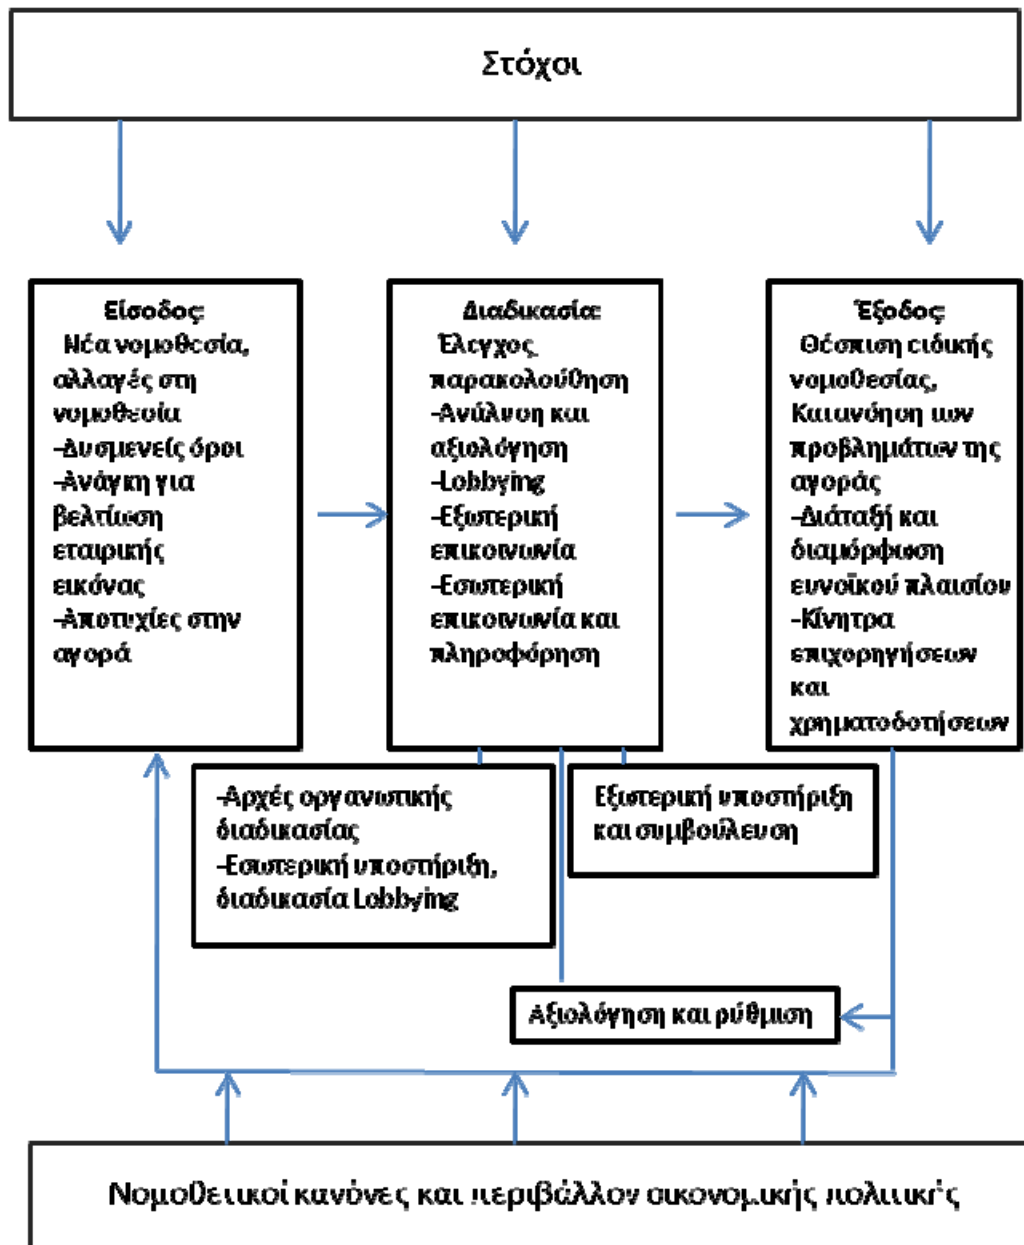 Στόχοι
Είσοδος:
Νέα νομοθεσία,
αλλαγές στη
νομοθεσία
-Δυσμενείς όροι
-Ανάγκη για
βελτίωση
εταιρικής
εικόνας
-Αποτυχίες στην
αγορά
Διαδικασία:
Έλεγχος
παρακολούθηση
-Ανάλυση και
αξιολόγηση
-Lobbying
-Εξωτερική
επικοινωνία
-Εσωτερική
επικοινωνία και
πληροφόρηση
Έξοδος:
Θέσπιση ειδικής
νομοθεσίας,
Κατανόηση των
προβλημάτων της
αγοράς
-Διάταξή και
διαμόρφωση
ευνοϊκού πλαισίου
-Κίνητρα
επιχορηγήσεων
και
χρηματοδοτήσεων
-Αρχές οργανωτικής
διαδικασίας
-Εσωτερική υποστήριξη,
διαδικασία Lobbying
Εξωτερική υποστήριξη
και συμβούλευση
Αξιολόγηση και ρύθμιση
Νομοθετικοί κανόνες και περιβάλλον οικονομικής πολιτικής